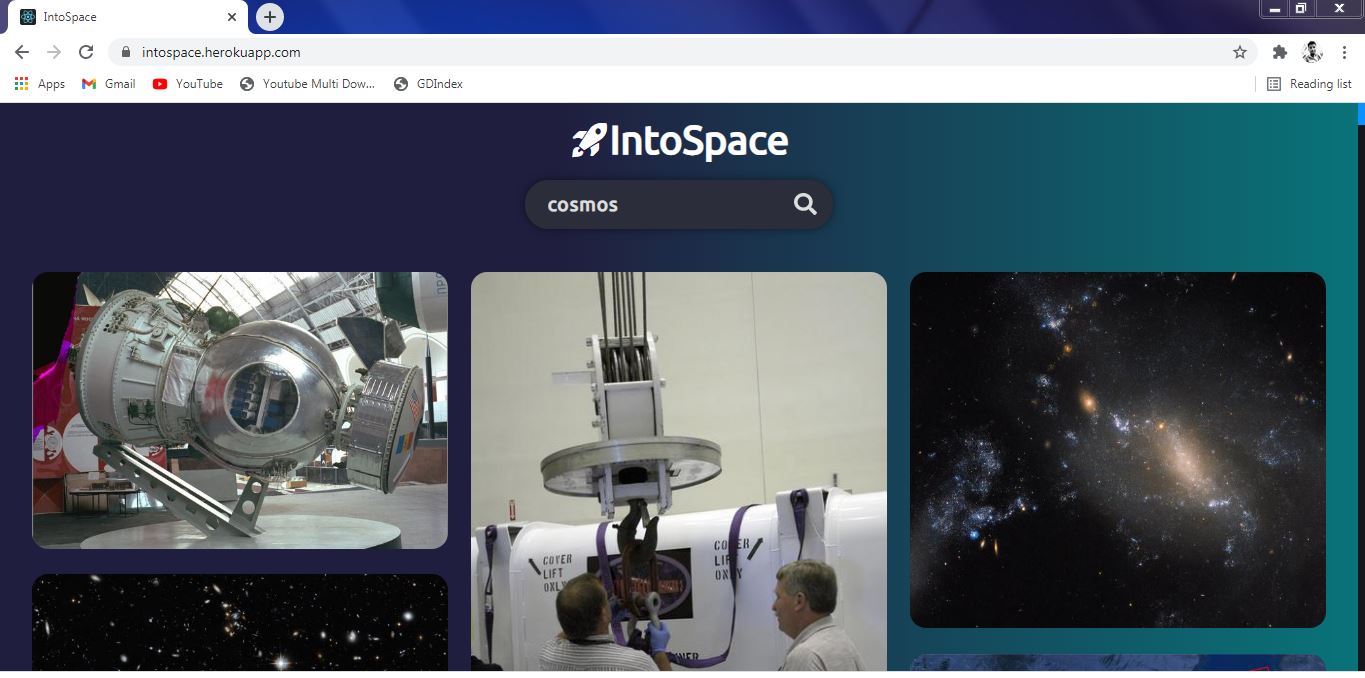 IntoSpace
intospace.herokuapp.com
Apps Gmail YouTube Youtube Multi Dow... GDIndex Reading list
IntoSpace
cosmos
COVER
LIFT
ONLY
COVER
LIFT
ONLY